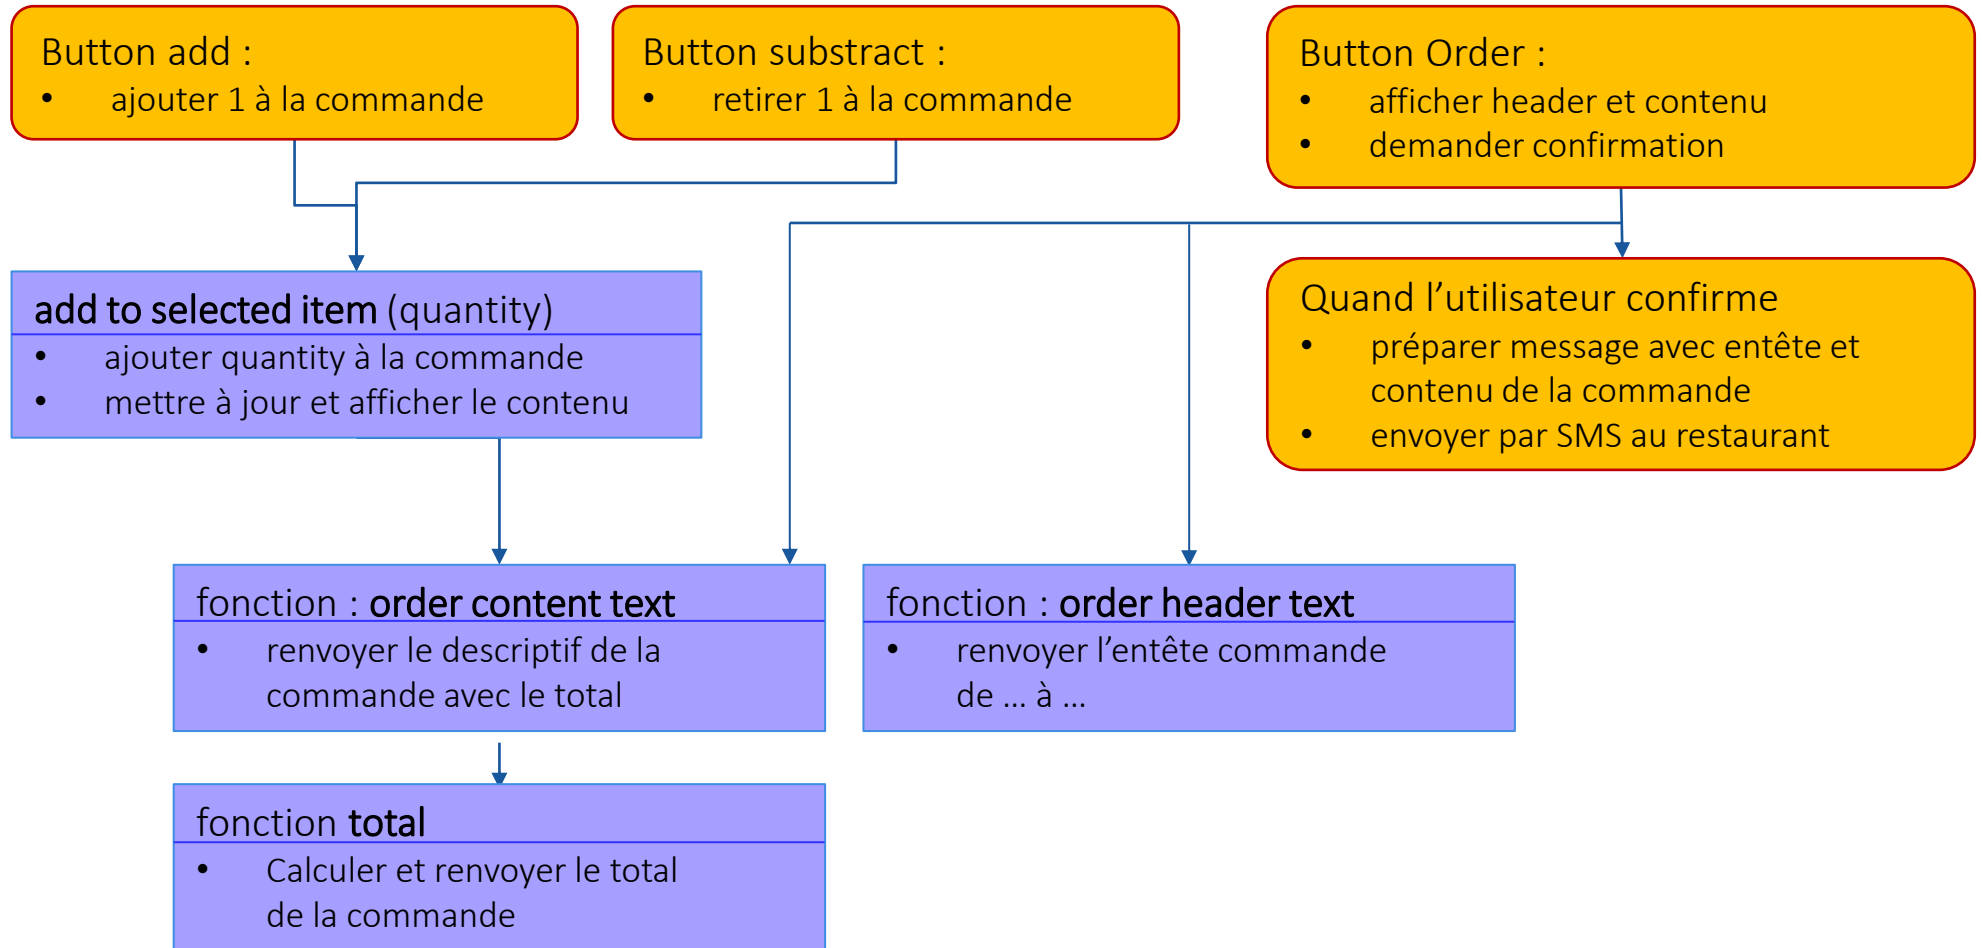 Button add :
• ajouter 1 à la commande
Button substract :
• retirer 1 à la commande
Button Order :
• afficher header et contenu
• demander confirmation
add to selected item (quantity)
• ajouter quantity à la commande
• mettre à jour et afficher le contenu
Quand l’utilisateur confirme
• préparer message avec entête et
contenu de la commande
• envoyer par SMS au restaurant
fonction : order content text
• renvoyer le descriptif de la
commande avec le total
fonction : order header text
• renvoyer l’entête commande
de … à …
fonction total
• Calculer et renvoyer le total
de la commande